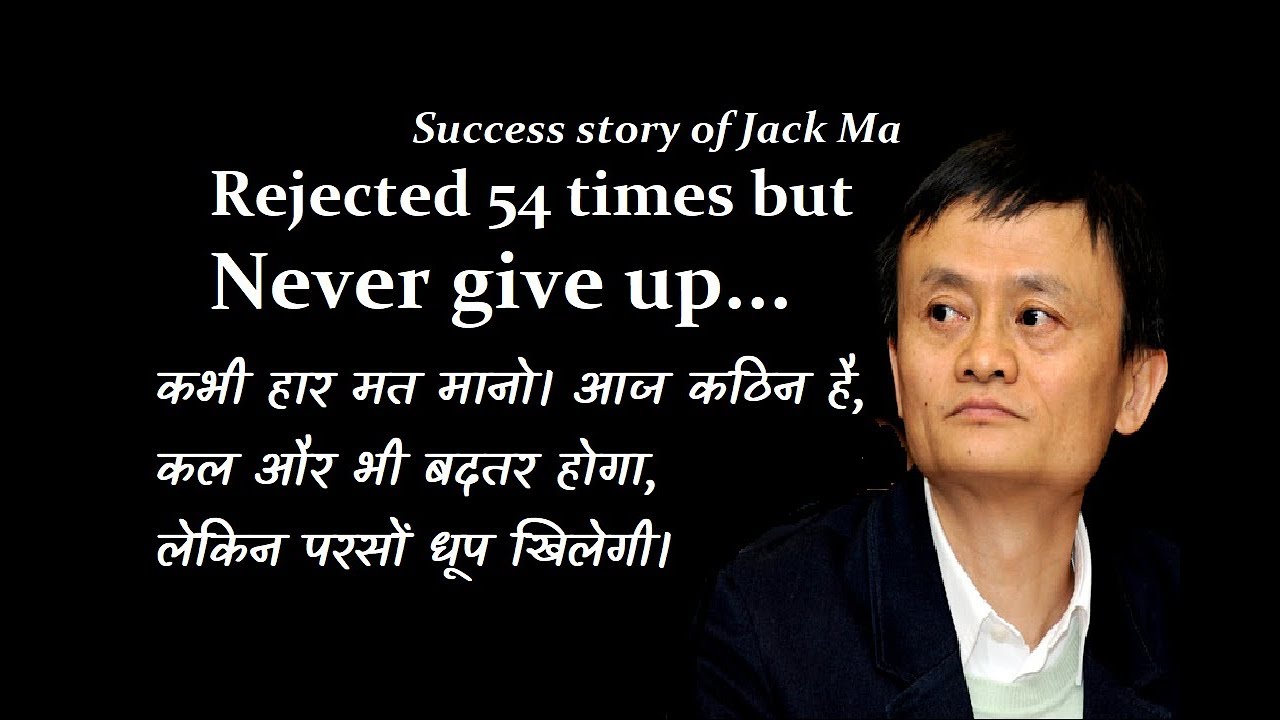 Success story of Jack Ma
Rejected 54 times but
Never give up...
कभी हार मत मानो। आज कठिन है,
कल और भी बदतर होगा,
लेकिन परसों धूप खिलेगी।